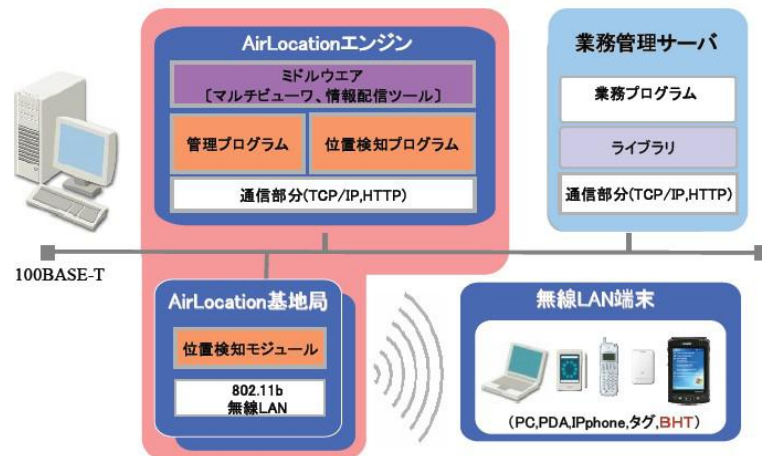 AirLocationエンジン
ミドルウエア
〔マルチビューワ、情報配信ツール〕
管理プログラム
位置検知プログラム
通信部分(TCP/IP,HTTP)
業務管理サーバ
業務プログラム
ライブラリ
通信部分(TCP/IP,HTTP)
100BASE-T
AirLocation基地局
位置検知モジュール
802.11b
無線LAN
無線LAN端末
(PC,PDA,IPphone,タグ,BHT)